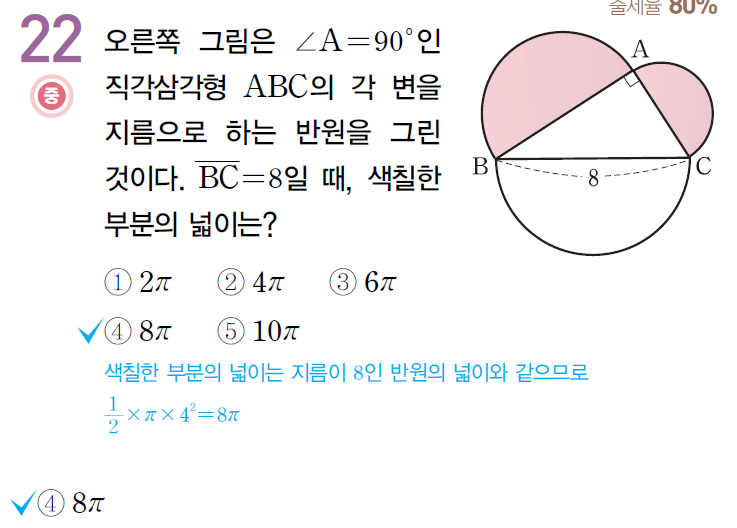 출제율 80%
22
중
오른쪽 그림은 ∠A=90°인
직각삼각형 ABC의 각 변을
지름으로 하는 반원을 그린
것이다. B̅C̅=8일 때, 색칠한
부분의 넓이는?
A
B
C
8
① 2π ② 4π ③ 6π
④ 8π ⑤ 10π
색칠한 부분의 넓이는 지름이 8인 반원의 넓이와 같으므로
1/2×π×4²=8π
④ 8π